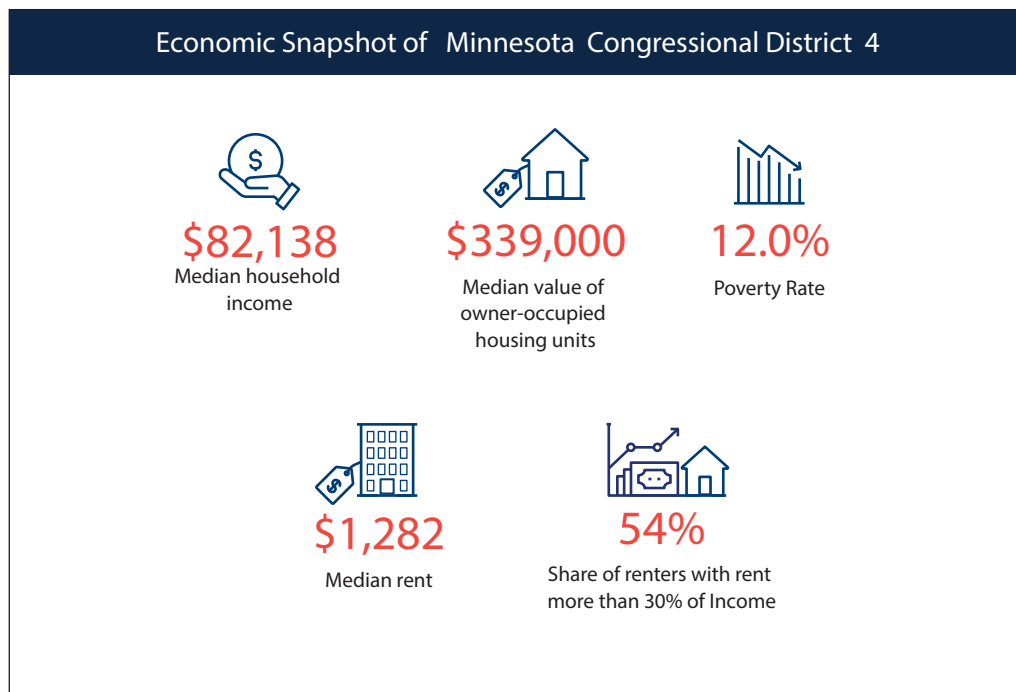 Economic Snapshot of Minnesota Congressional District 4
$
$
$82,138
$339,000
12.0%
Median household
income
Median value of
owner-occupied
housing units
Poverty Rate
$
$1,282
54%
Median rent
Share of renters with rent
more than 30% of Income